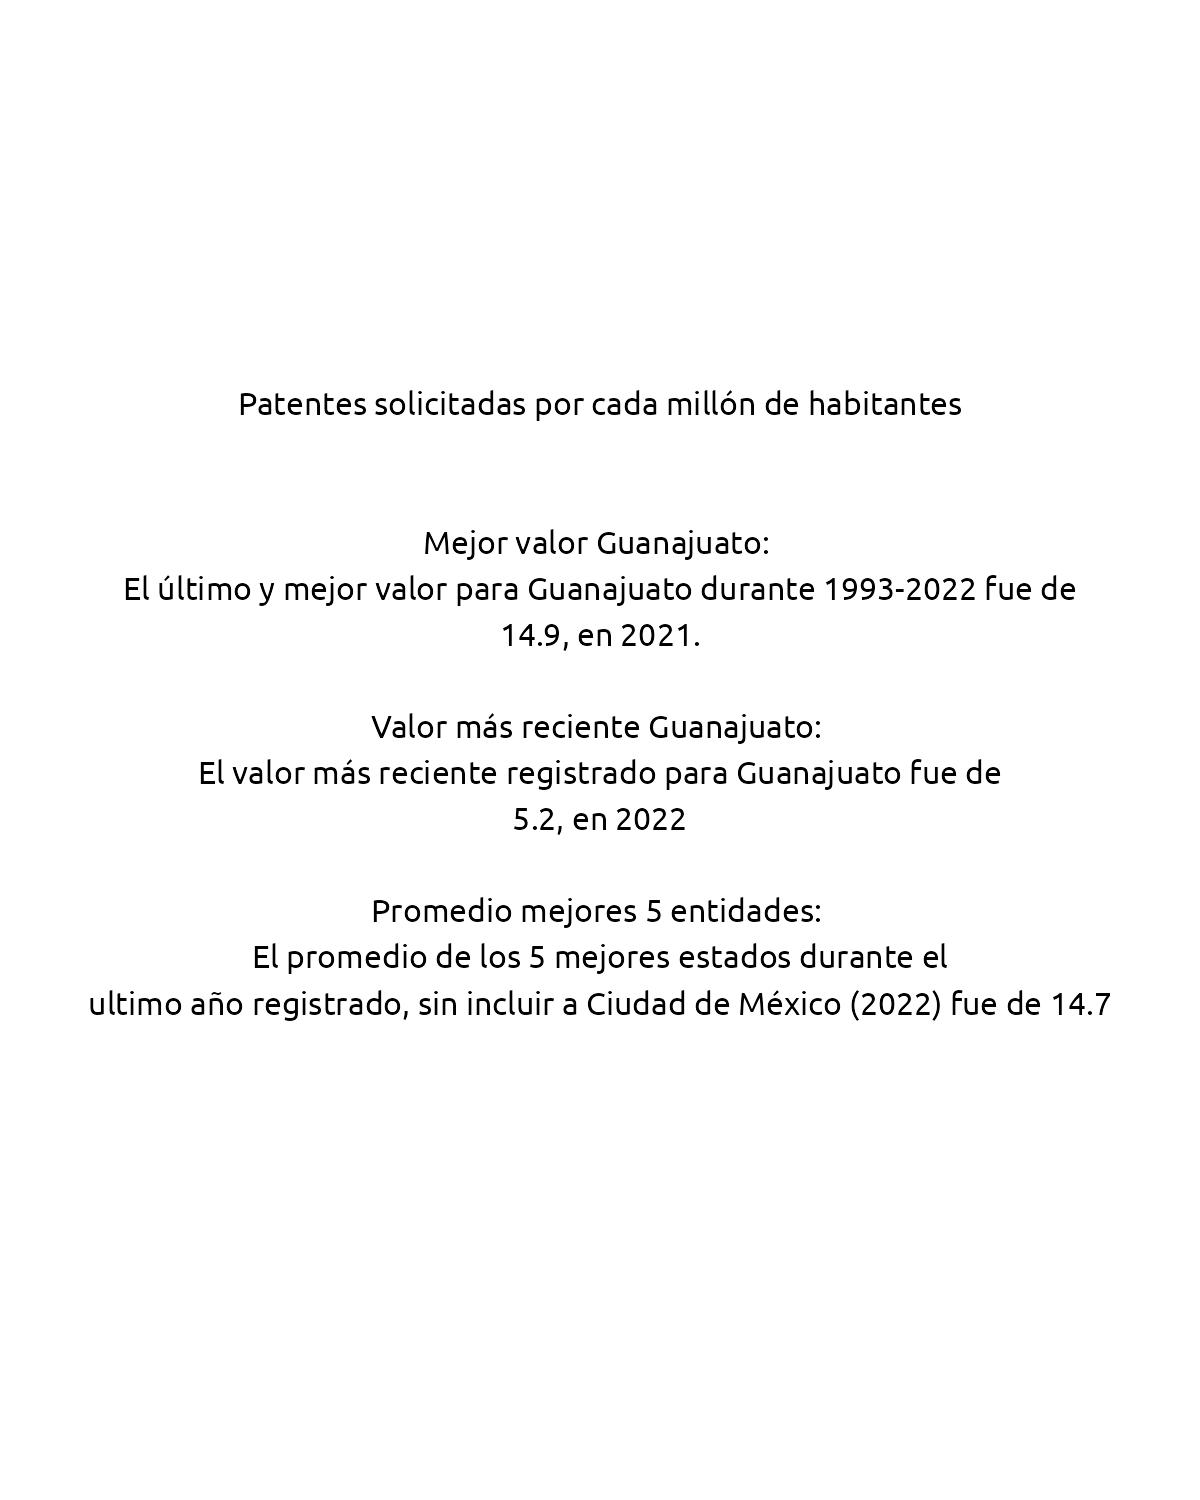 Patentes solicitadas por cada millón de habitantes
Mejor valor Guanajuato:
El último y mejor valor para Guanajuato durante 1993-2022 fue de
14.9, en 2021.
Valor más reciente Guanajuato:
El valor más reciente registrado para Guanajuato fue de
5.2, en 2022
Promedio mejores 5 entidades:
El promedio de los 5 mejores estados durante el
ultimo año registrado, sin incluir a Ciudad de México (2022) fue de 14.7